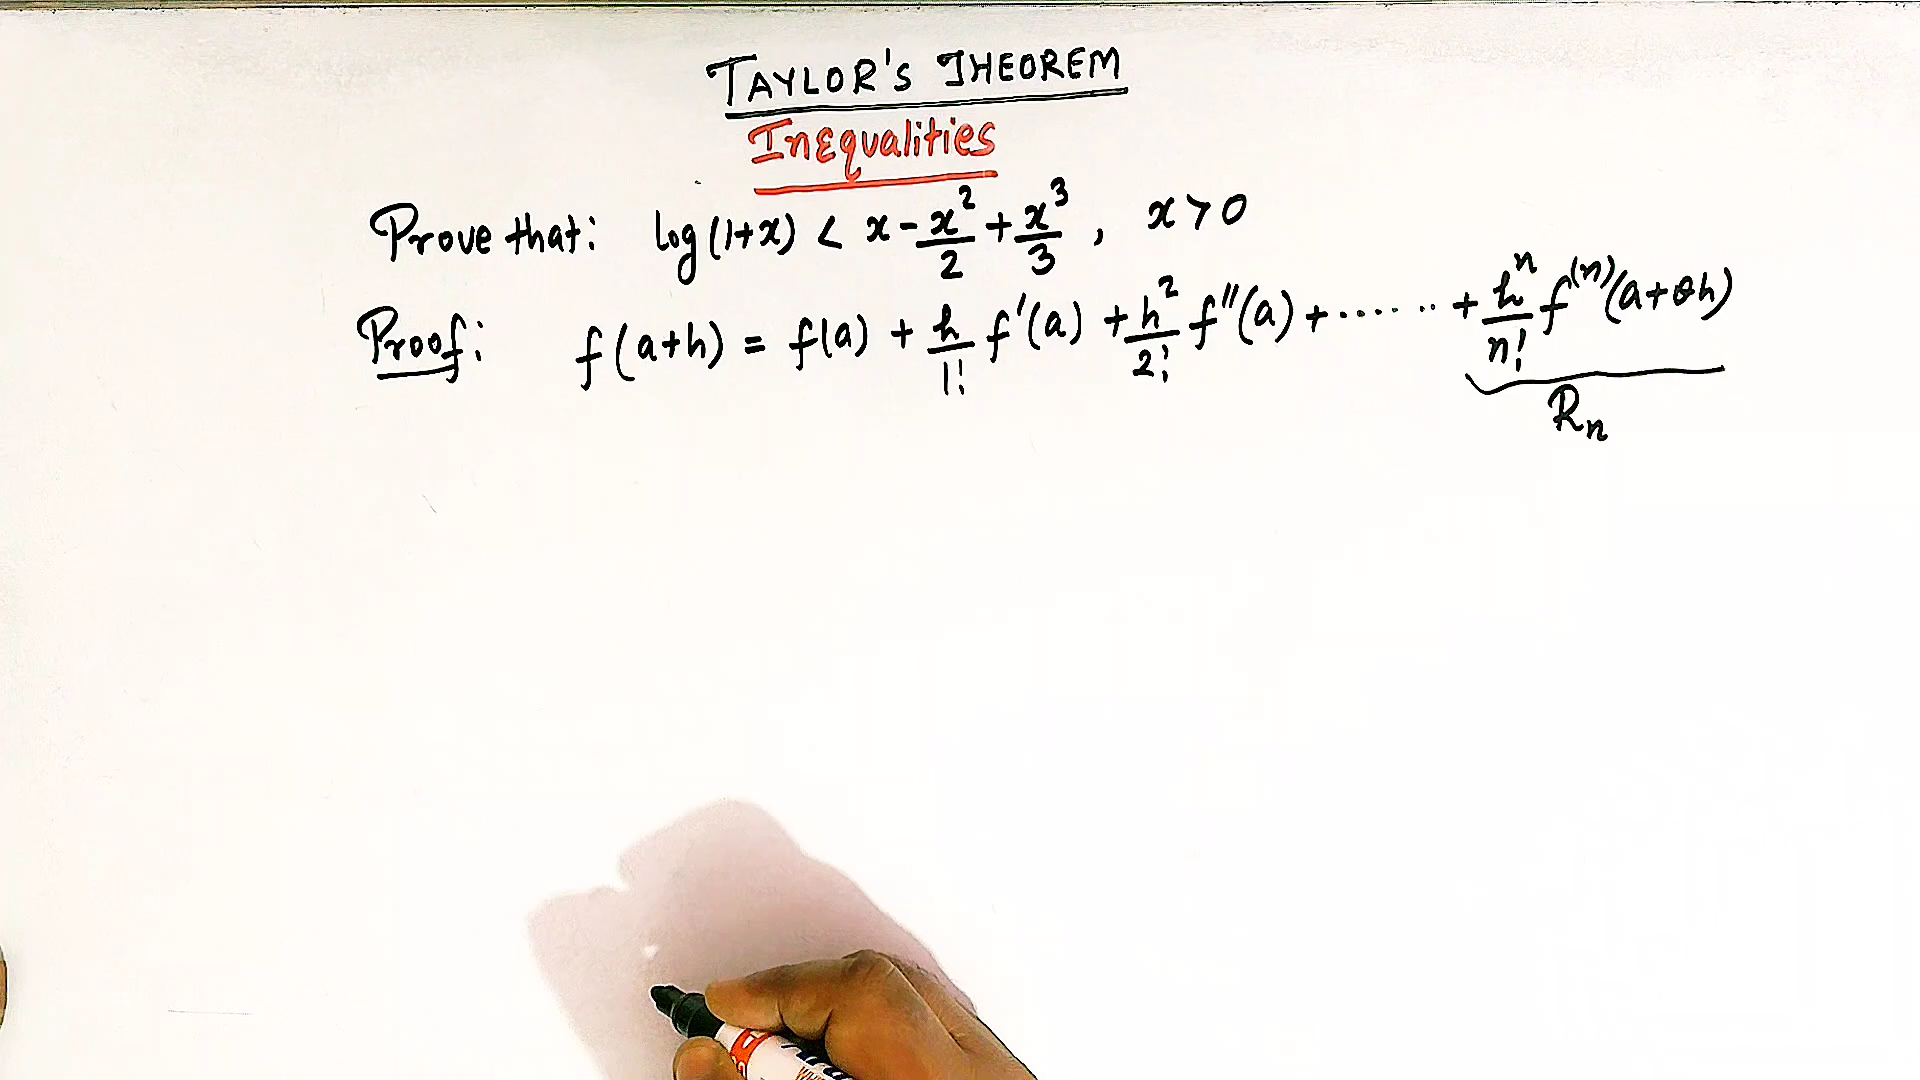 TAYLOR'S THEOREM
Inequalities
Prove that: log(1+x) < x - x²/2 + x³/3 , x > 0
Proof: f(a+h) = f(a) + h/1! f'(a) + h²/2! f''(a) + ....... + hⁿ/n! f⁽ⁿ⁾(a+θh)
Rₙ